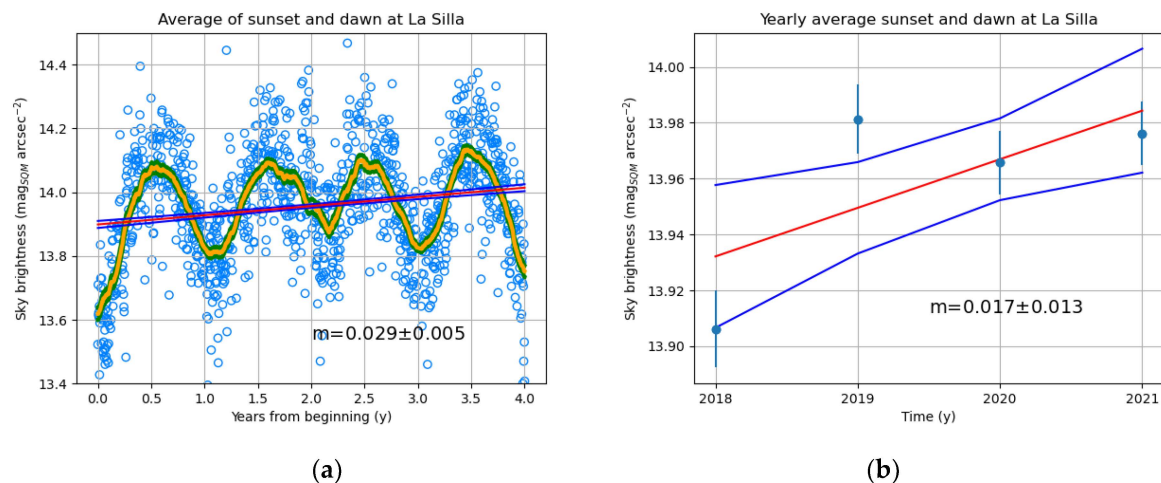 Average of sunset and dawn at La Silla
Sky brightness (mag_SQM arcsec⁻²)
14.4
14.2
14.0
13.8
13.6
13.4
m=0.029±0.005
0.0 0.5 1.0 1.5 2.0 2.5 3.0 3.5 4.0
Years from beginning (y)
(a)
Yearly average sunset and dawn at La Silla
Sky brightness (mag_SQM arcsec⁻²)
14.00
13.98
13.96
13.94
13.92
13.90
m=0.017±0.013
2018 2019 2020 2021
Time (y)
(b)